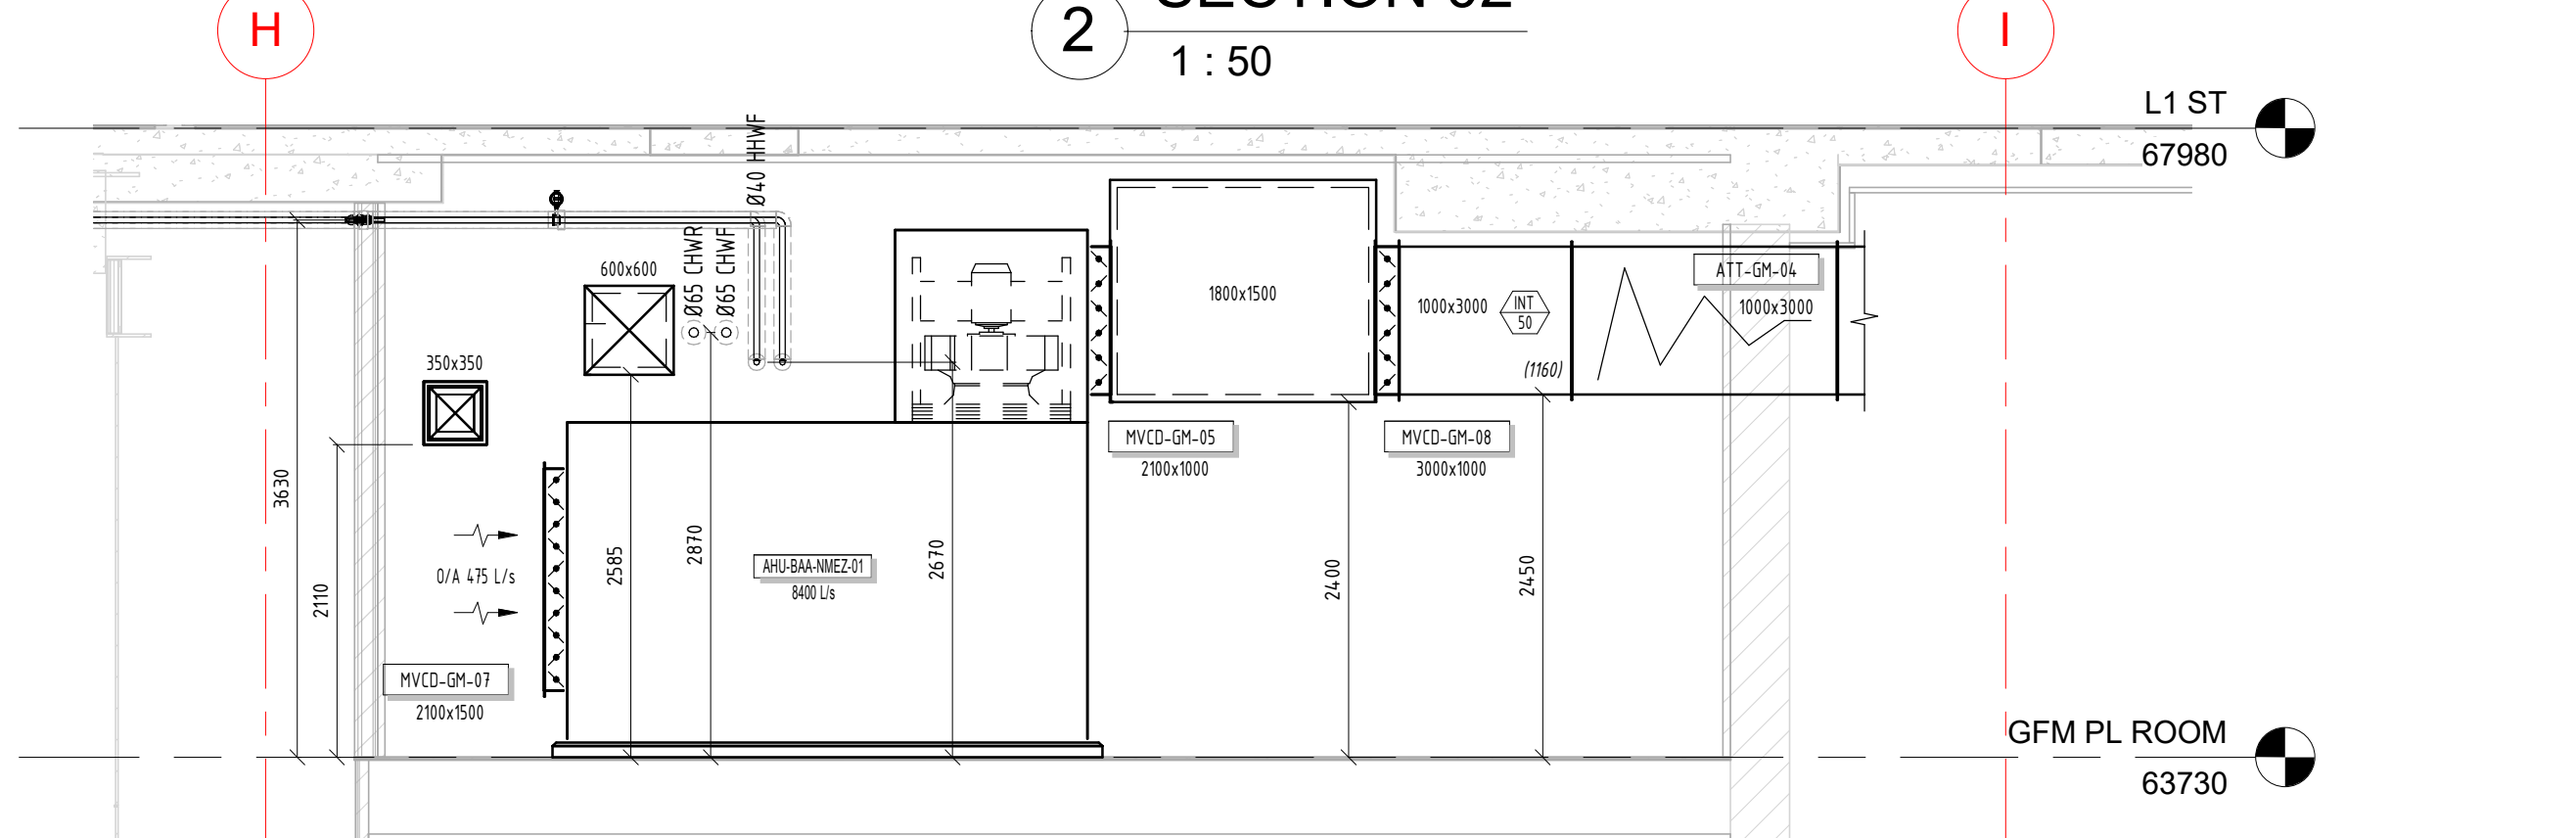 H
2
SECTION 02
1 : 50
I
L1 ST
67980
Ø40 HHWF
Ø65 CHWR
Ø65 CHWF
600x600
350x350
1800x1500
1000x3000
INT
50
(1160)
ATT-GM-04
1000x3000
MVCD-GM-05
2100x1000
MVCD-GM-08
3000x1000
3630
2110
O/A 475 L/s
2585
2870
AHU-BAA-NMEZ-01
8400 L/s
2670
2400
2450
MVCD-GM-07
2100x1500
GFM PL ROOM
63730